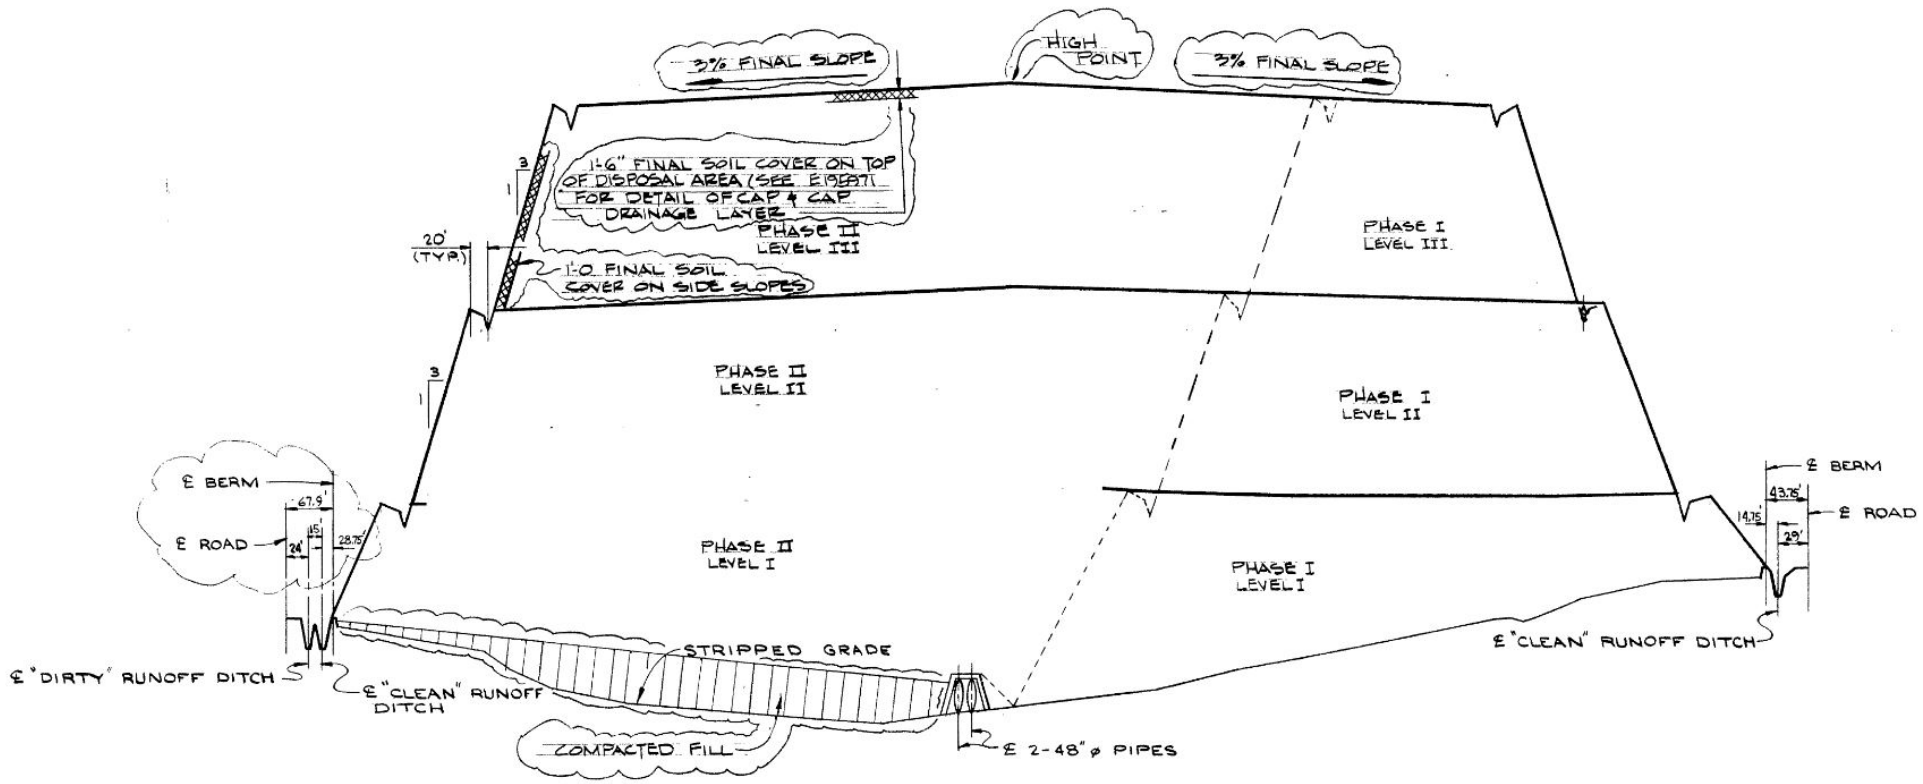 3% FINAL SLOPE
HIGH
POINT
3% FINAL SLOPE
1'-6" FINAL SOIL COVER ON TOP
OF DISPOSAL AREA (SEE
FOR DETAIL OF CAP & CAP
DRAINAGE LAYER
3
1
PHASE II
LEVEL III
PHASE I
LEVEL III
20'
(TYP.)
1'-0 FINAL SOIL
COVER ON SIDE SLOPES
3
1
PHASE II
LEVEL II
PHASE I
LEVEL II
℄ BERM
67.9'
℄ ROAD
24'
15'
28.75'
℄ BERM
43.75'
℄ ROAD
14.75'
29'
PHASE II
LEVEL I
PHASE I
LEVEL I
℄ "DIRTY" RUNOFF DITCH
℄ "CLEAN" RUNOFF
DITCH
STRIPPED GRADE
℄ "CLEAN" RUNOFF DITCH
COMPACTED FILL
℄ 2-48" ø PIPES